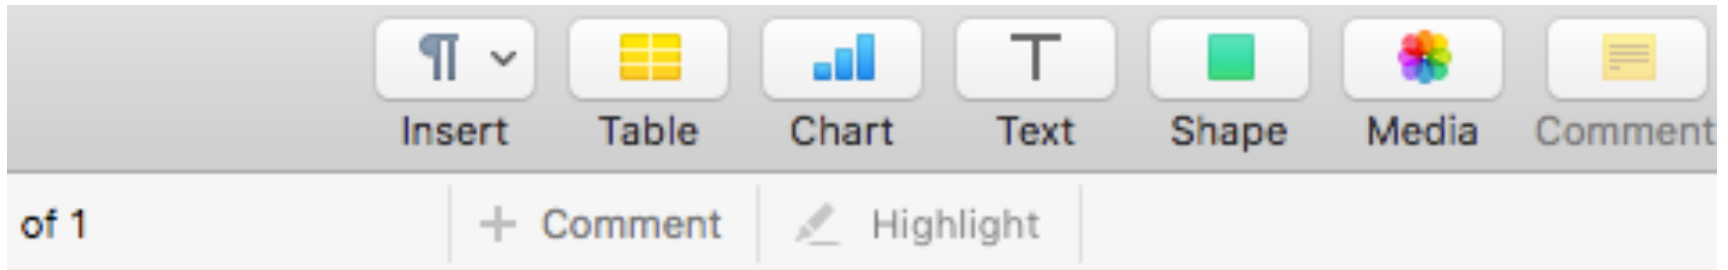 Insert Table Chart Text Shape Media Comment
of 1 Comment Highlight